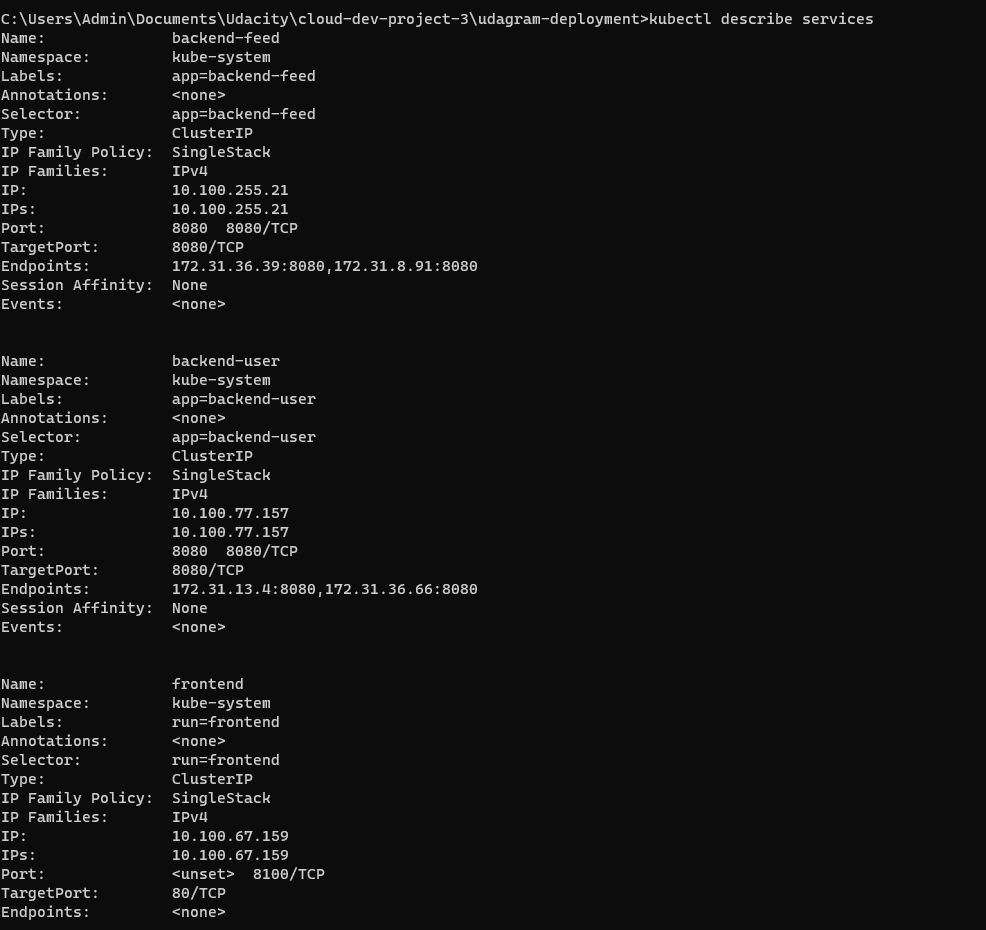 C:\Users\Admin\Documents\Udacity\cloud-dev-project-3\udagram-deployment>kubectl describe services
Name:              backend-feed
Namespace:         kube-system
Labels:            app=backend-feed
Annotations:       <none>
Selector:          app=backend-feed
Type:              ClusterIP
IP Family Policy:  SingleStack
IP Families:       IPv4
IP:                10.100.255.21
IPs:               10.100.255.21
Port:              8080  8080/TCP
TargetPort:        8080/TCP
Endpoints:         172.31.36.39:8080,172.31.8.91:8080
Session Affinity:  None
Events:            <none>
Name:              backend-user
Namespace:         kube-system
Labels:            app=backend-user
Annotations:       <none>
Selector:          app=backend-user
Type:              ClusterIP
IP Family Policy:  SingleStack
IP Families:       IPv4
IP:                10.100.77.157
IPs:               10.100.77.157
Port:              8080  8080/TCP
TargetPort:        8080/TCP
Endpoints:         172.31.13.4:8080,172.31.36.66:8080
Session Affinity:  None
Events:            <none>
Name:              frontend
Namespace:         kube-system
Labels:            run=frontend
Annotations:       <none>
Selector:          run=frontend
Type:              ClusterIP
IP Family Policy:  SingleStack
IP Families:       IPv4
IP:                10.100.67.159
IPs:               10.100.67.159
Port:              <unset>  8100/TCP
TargetPort:        80/TCP
Endpoints:         <none>